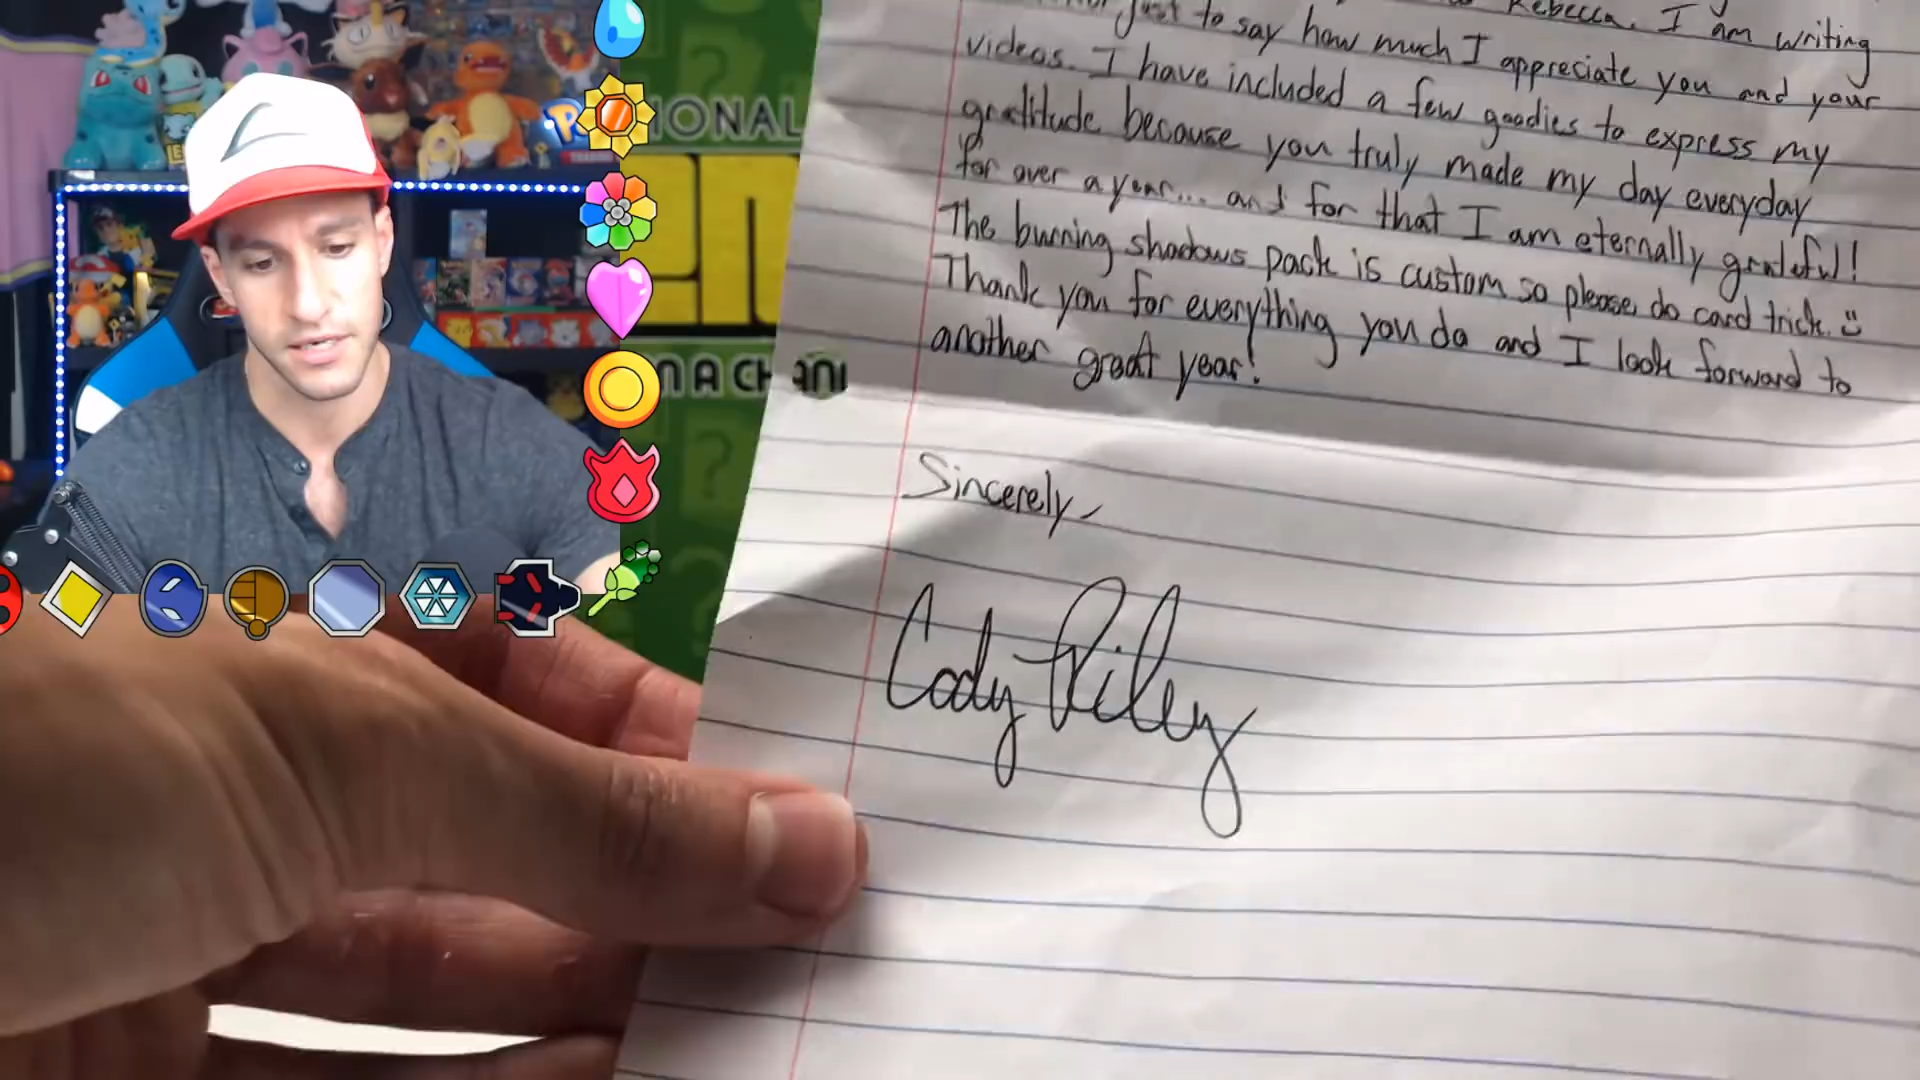 Rebecca. I am writing
just to say how much I appreciate you and your
videos. I have included a few goodies to express my
gratitude because you truly made my day everyday
for over a year... and for that I am eternally grateful!
The burning shadows pack is custom so please do card trick. ツ
Thank you for everything you do and I look forward to
another great year!
Sincerely,
Cody Riley
IONAL